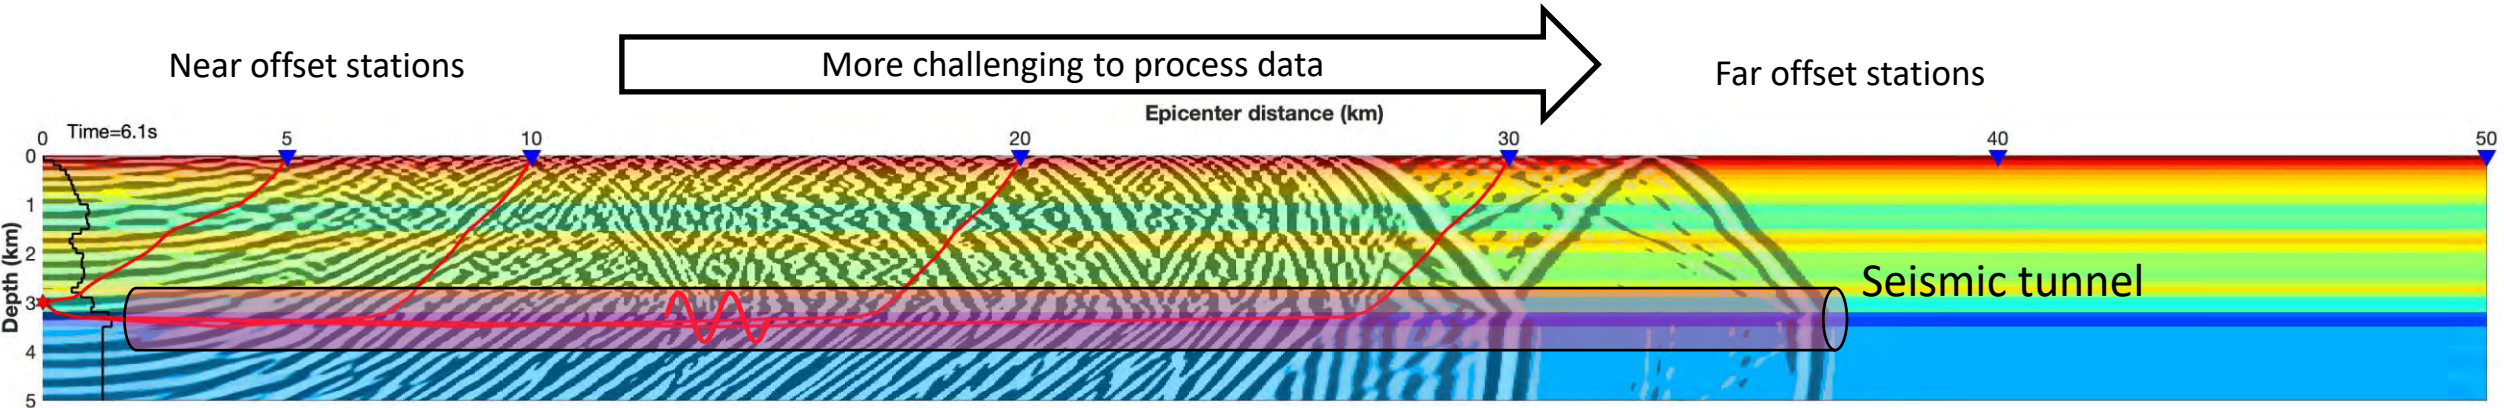 Near offset stations
More challenging to process data
Far offset stations
Epicenter distance (km)
0 Time=6.1s 5 10 20 30 40 50
0
1
2
3
4
5
Depth (km)
Seismic tunnel